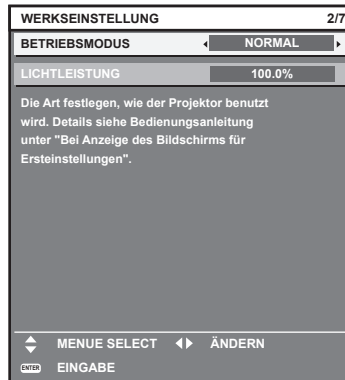 WERKSEINSTELLUNG 2/7
BETRIEBSMODUS NORMAL
LICHTLEISTUNG 100.0%
Die Art festlegen, wie der Projektor benutzt
wird. Details siehe Bedienungsanleitung
unter "Bei Anzeige des Bildschirms für
Ersteinstellungen".
MENUE SELECT ÄNDERN
ENTER EINGABE